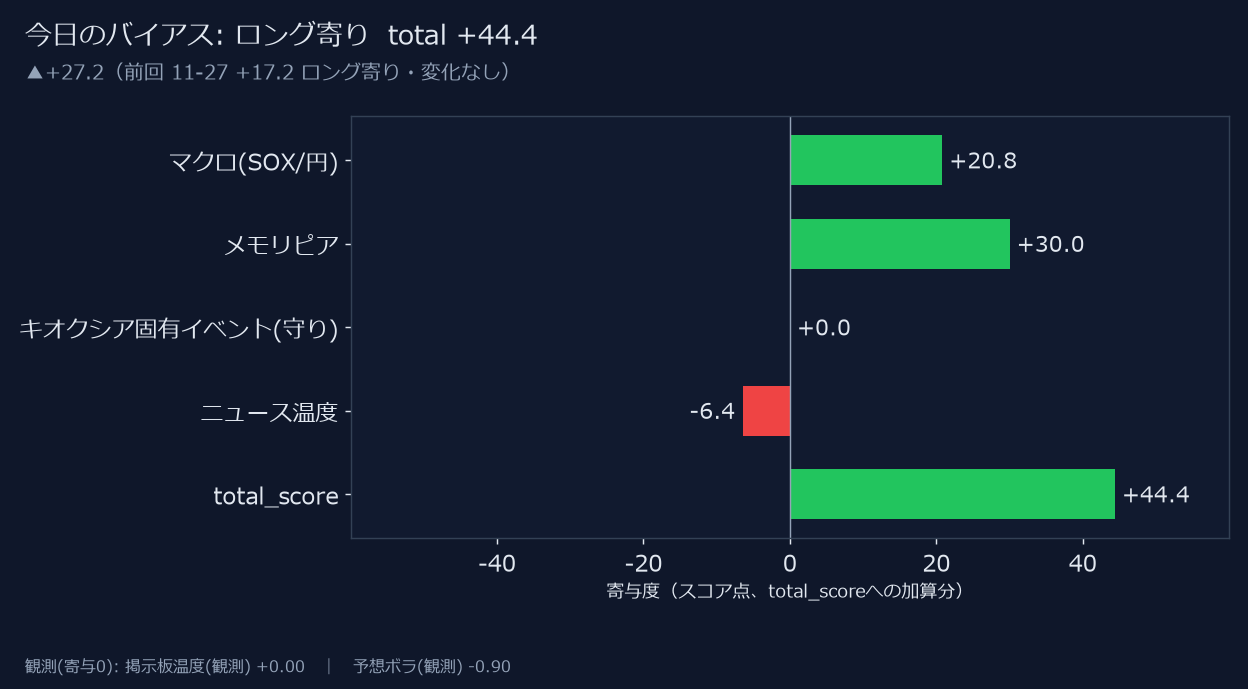 今日のバイアス: ロング寄り  total +44.4
▲+27.2（前回 11-27 +17.2 ロング寄り・変化なし）
マクロ(SOX/円) +20.8
メモリピア +30.0
キオクシア固有イベント(守り) +0.0
ニュース温度 -6.4
total_score +44.4
-40 -20 0 20 40
寄与度（スコア点、total_scoreへの加算分）
観測(寄与0): 掲示板温度(観測) +0.00 ｜ 予想ボラ(観測) -0.90